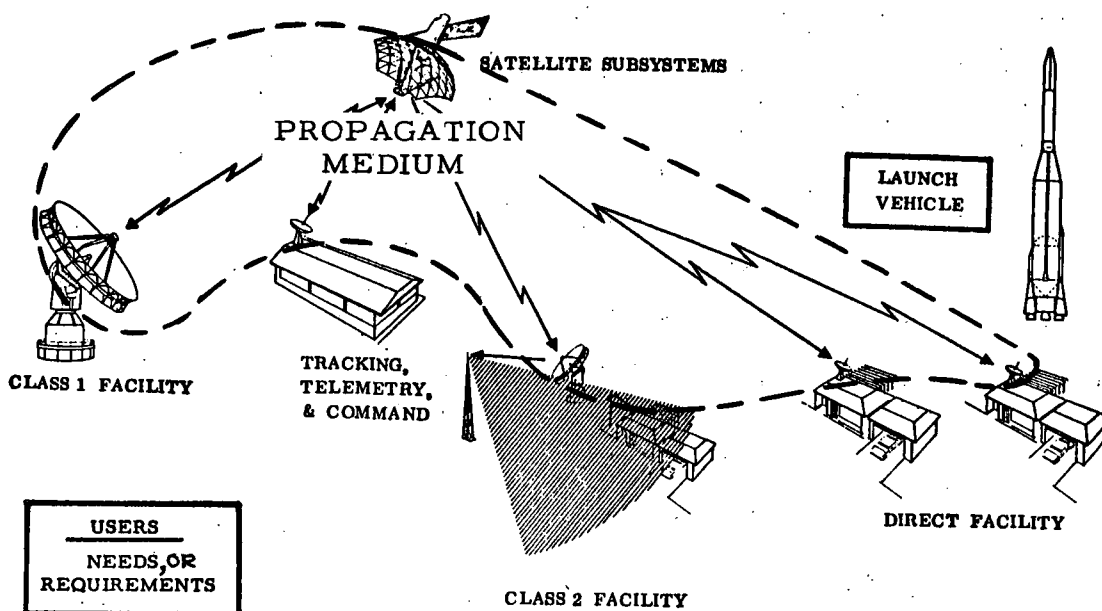 SATELLITE SUBSYSTEMS
PROPAGATION
MEDIUM
LAUNCH
VEHICLE
CLASS 1 FACILITY
TRACKING,
TELEMETRY,
& COMMAND
DIRECT FACILITY
USERS
NEEDS,OR
REQUIREMENTS
CLASS 2 FACILITY